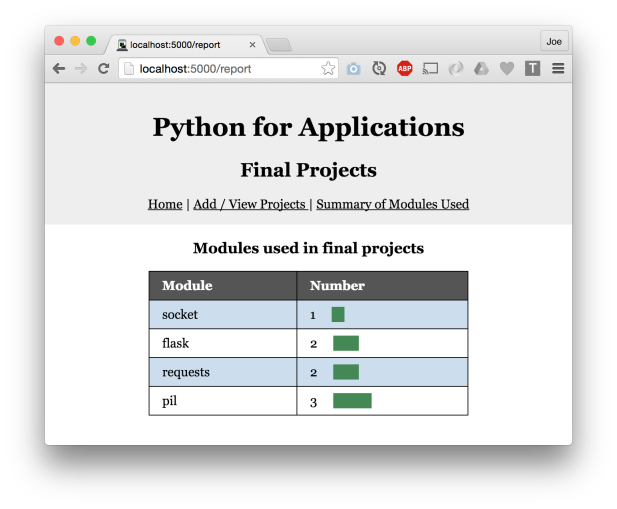 Joe
localhost:5000/report
localhost:5000/report
ABP
T
Python for Applications
Final Projects
Home | Add / View Projects | Summary of Modules Used
Modules used in final projects
Module Number
socket 1
flask 2
requests 2
pil 3